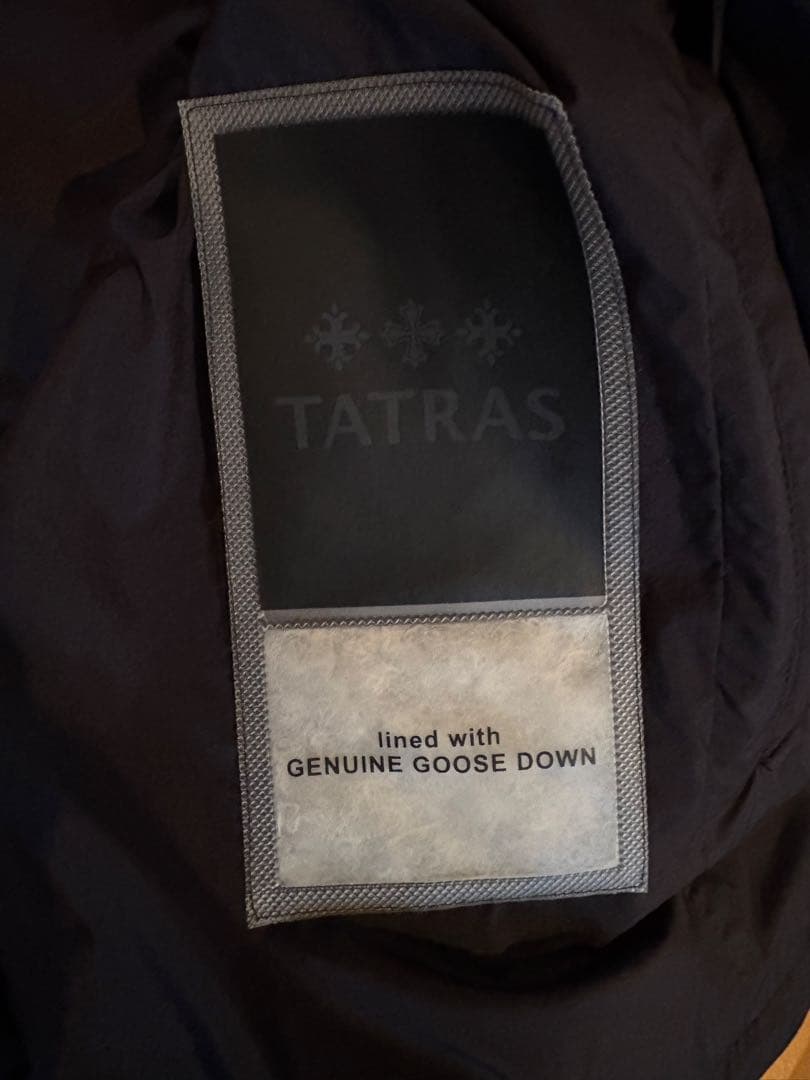 TATRAS
lined with
GENUINE GOOSE DOWN